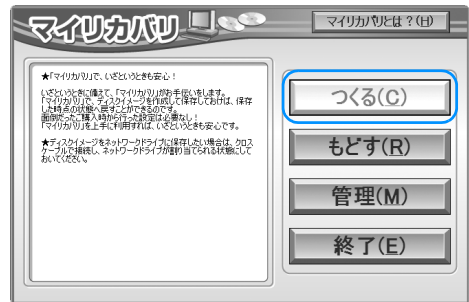 マイリカバリ
マイリカバリとは?(H)
★「マイリカバリ」で、いざというときも安心！
いざというときに備えて、「マイリカバリ」がお手伝いをします。
「マイリカバリ」で、ディスクイメージを作成して保存しておけば、保存
した時点の状態へ戻すことができるのです。
面倒だったご購入時から行った設定は必要なし！
「マイリカバリ」を上手に利用すれば、いざというときも安心です。
★ディスクイメージをネットワークドライブに保存したい場合は、クロス
ケーブルで接続し、ネットワークドライブが割り当てられる状態にして
おいてください。
つくる(C)
もどす(R)
管理(M)
終了(E)